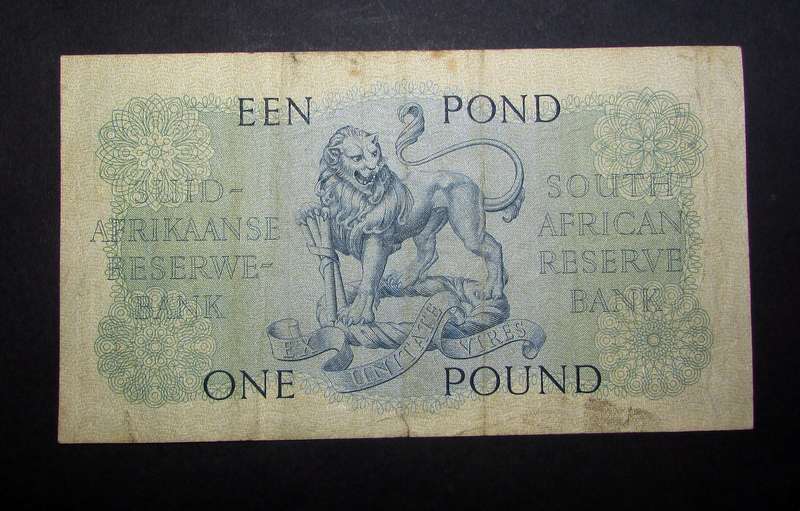 EEN POND
SUID-
AFRIKAANSE
RESERWE-
BANK
SOUTH
AFRICAN
RESERVE
BANK
EX UNITATE VIRES
ONE POUND